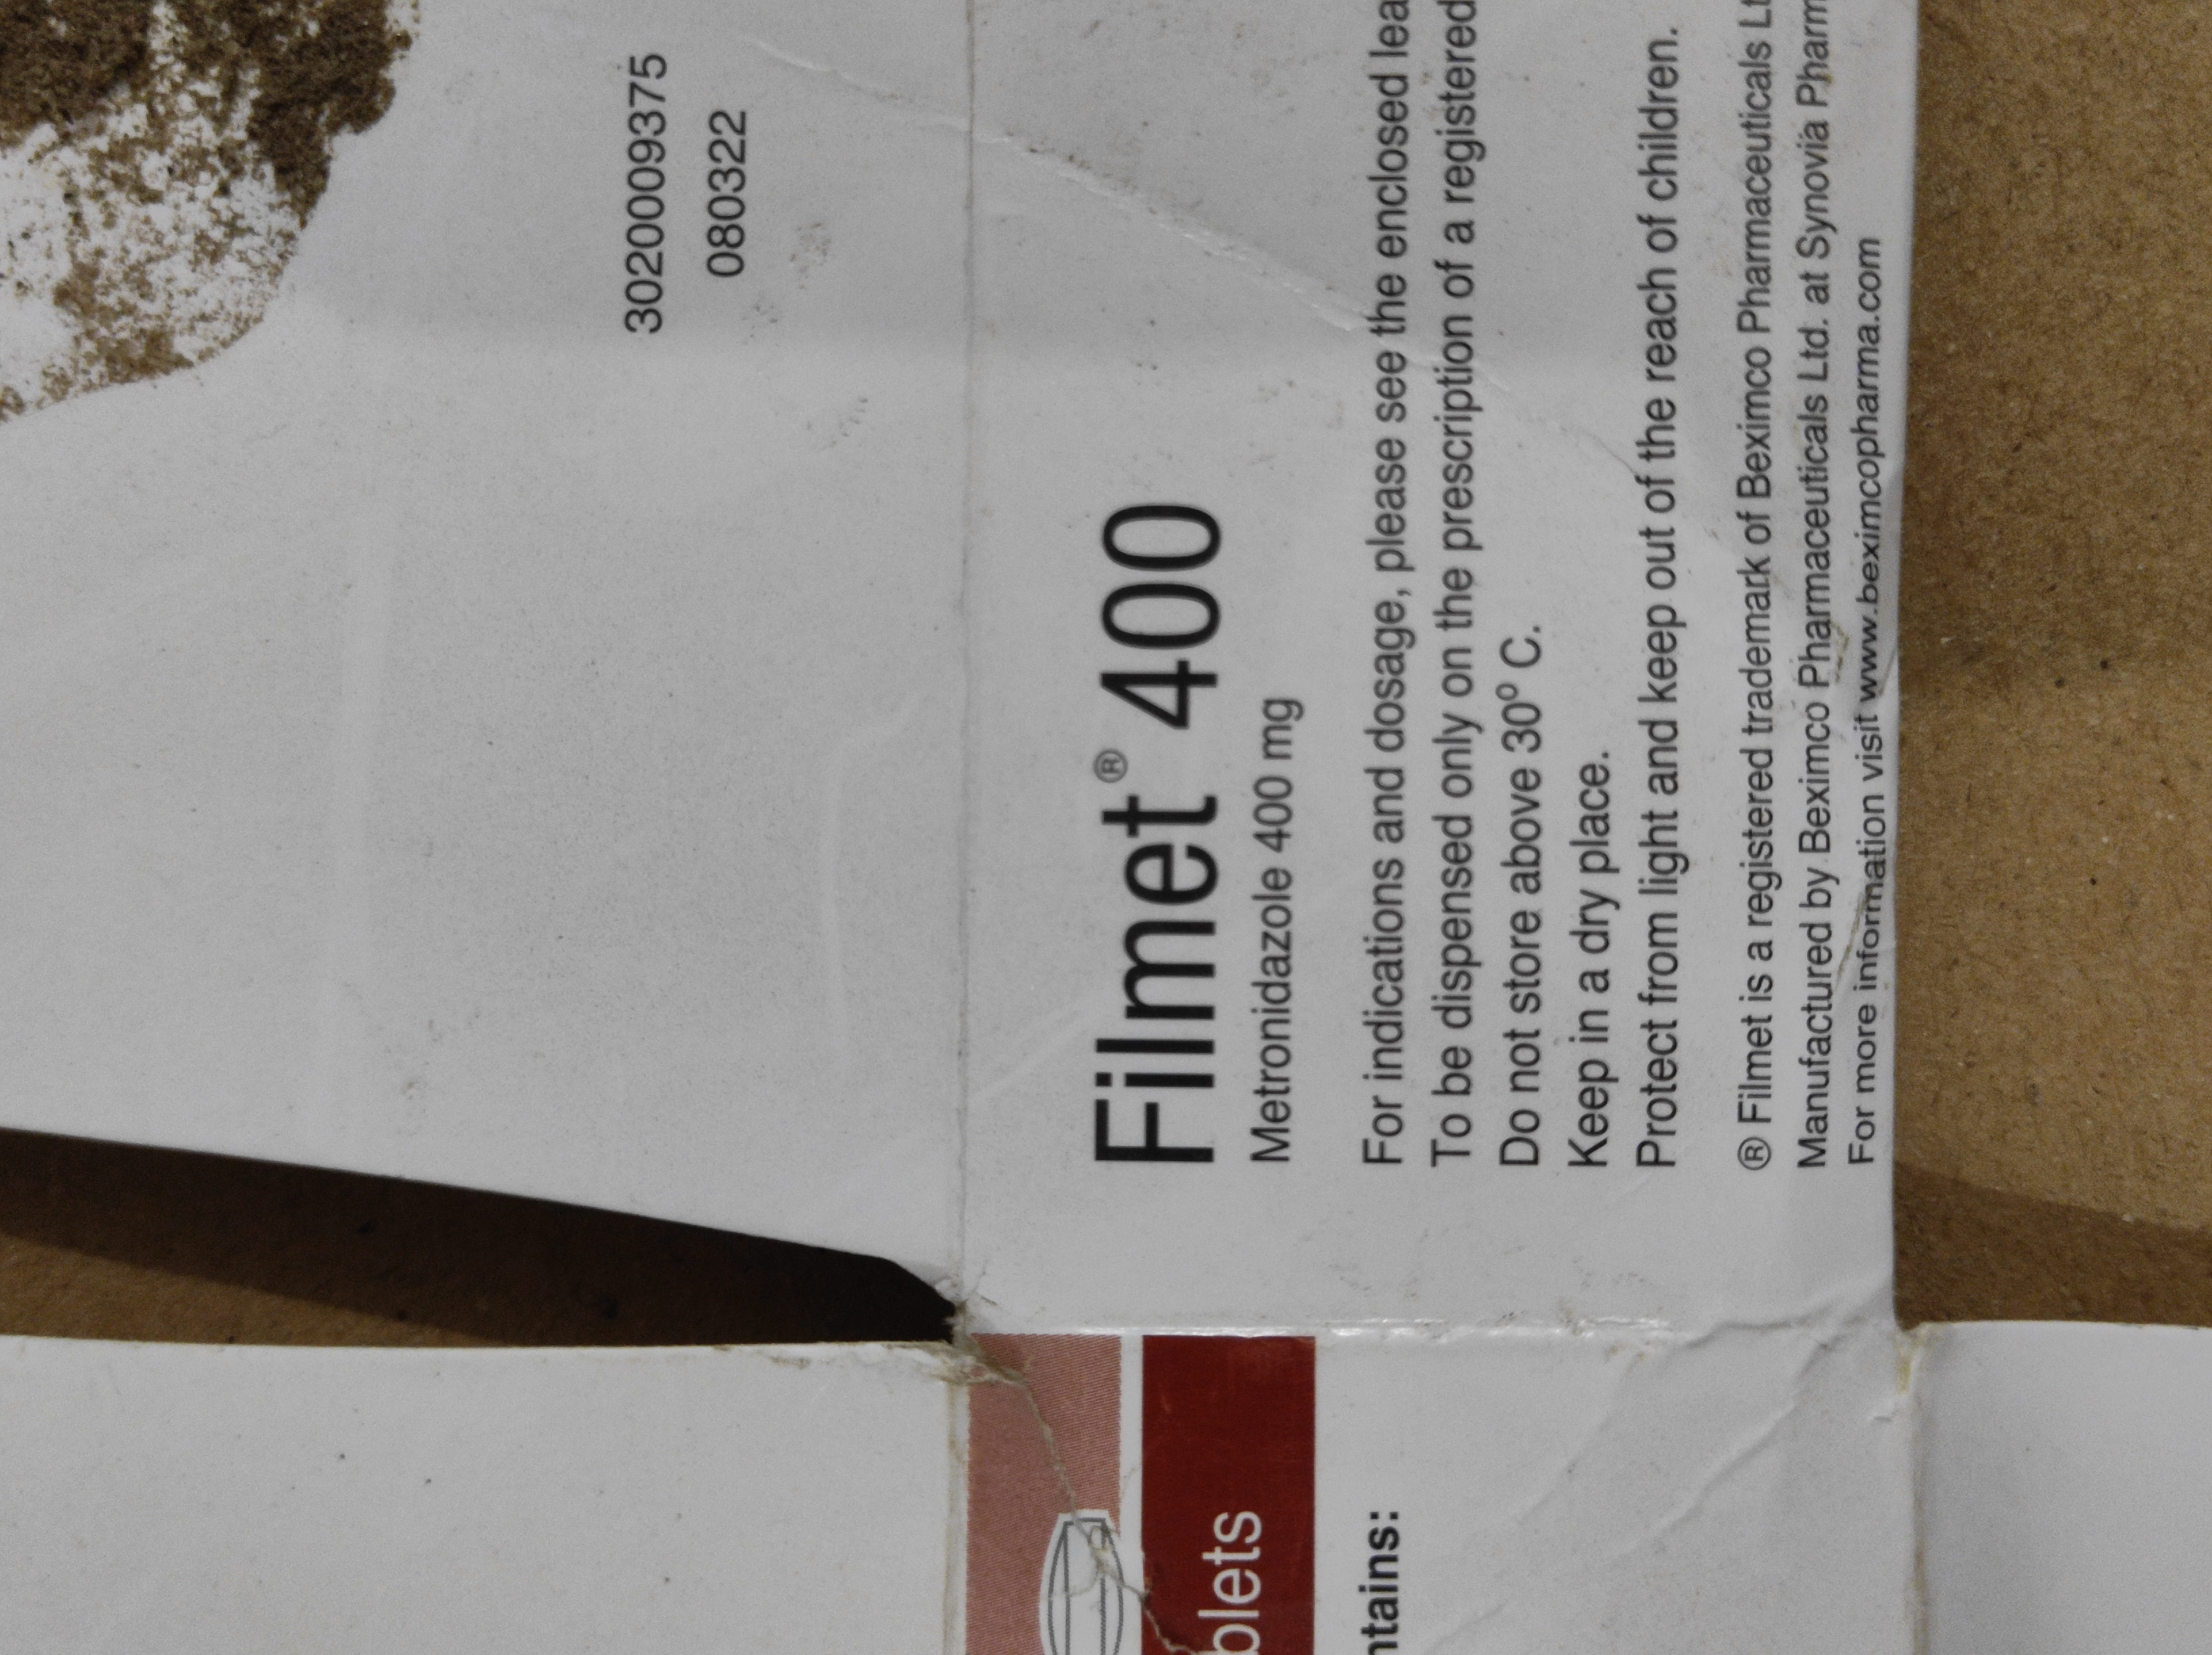 3020009375
080322
blets
ntains:
Filmet® 400
Metronidazole 400 mg
For indications and dosage, please see the enclosed lea
To be dispensed only on the prescription of a registered
Do not store above 30º C.
Keep in a dry place.
Protect from light and keep out of the reach of children.
® Filmet is a registered trademark of Beximco Pharmaceuticals Lt
Manufactured by Beximco Pharmaceuticals Ltd. at Synovia Pharm
For more information visit www.beximcopharma.com